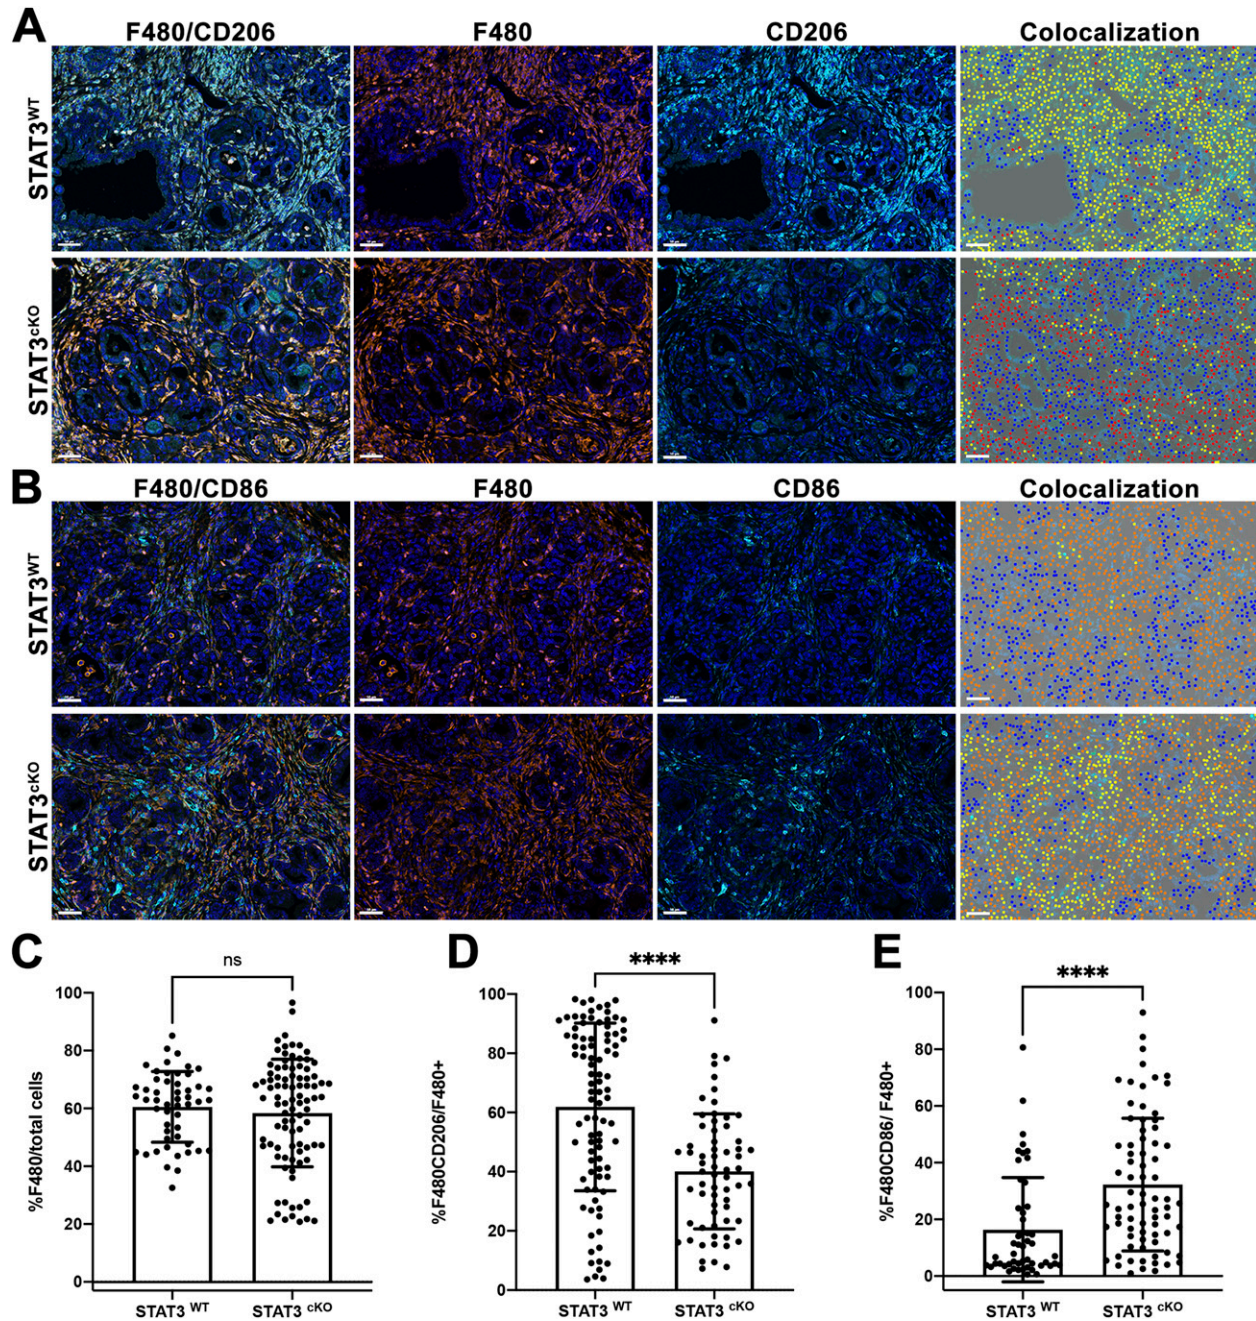 A
F480/CD206 F480 CD206 Colocalization
STAT3WT
STAT3cKO
B
F480/CD86 F480 CD86 Colocalization
STAT3WT
STAT3cKO
C
ns
%F480/total cells
100
80
60
40
20
0
STAT3 WT STAT3 cKO
D
****
%F480CD206/F480+
100
80
60
40
20
0
STAT3 WT STAT3 cKO
E
****
%F480CD86/ F480+
100
80
60
40
20
0
STAT3 WT STAT3 cKO